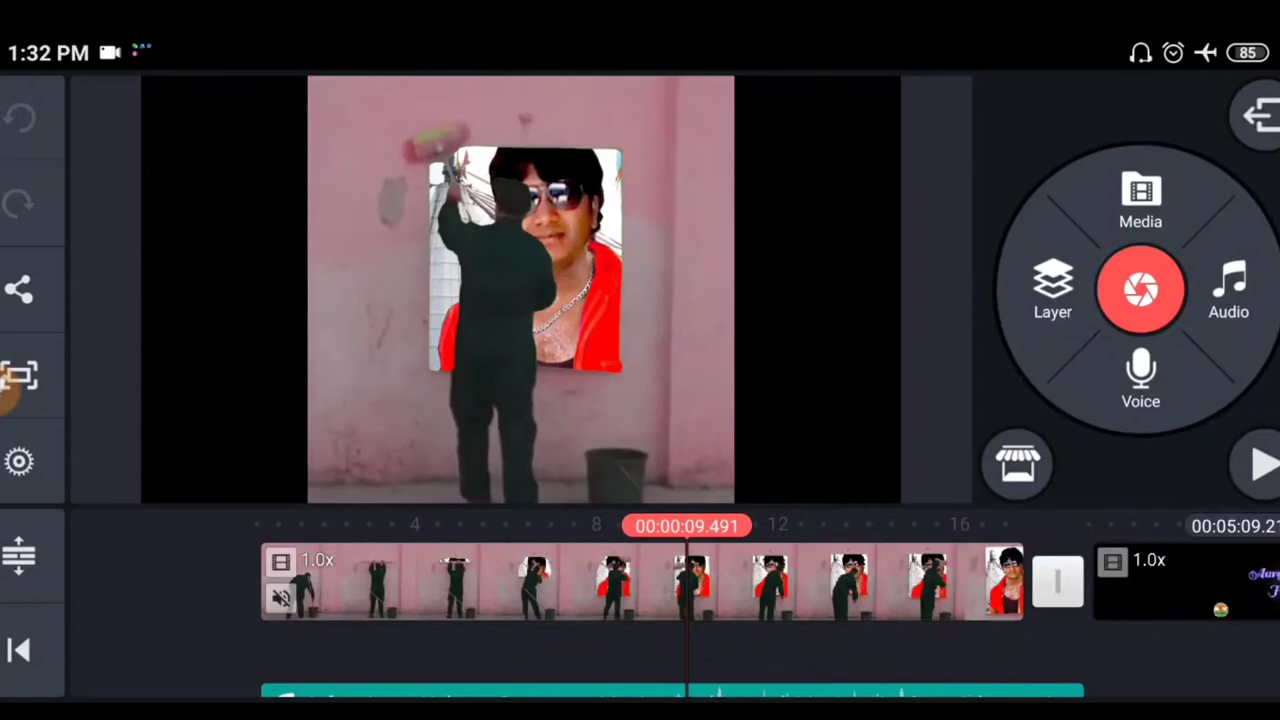 1:32 PM
85
Media
Layer
Audio
Voice
4
8
00:00:09.491
12
16
00:05:09.21
1.0x
1.0x